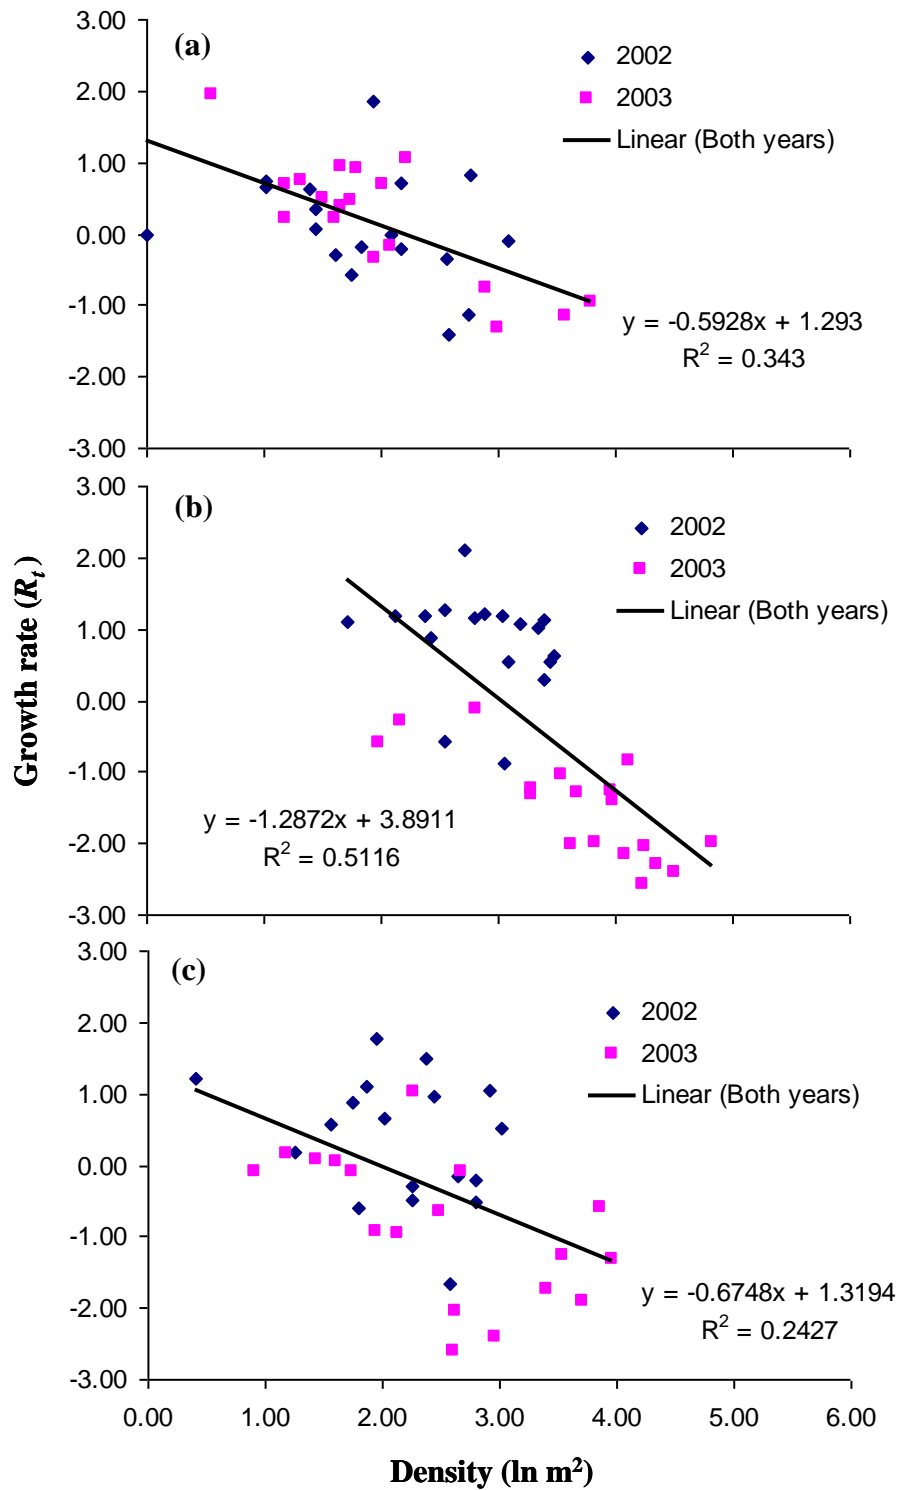 3.00
(a)
2002
2.00
2003
Linear (Both years)
1.00
0.00
-1.00
y = -0.5928x + 1.293
R² = 0.343
-2.00
-3.00
3.00
(b)
2002
2.00
2003
Linear (Both years)
1.00
0.00
-1.00
y = -1.2872x + 3.8911
R² = 0.5116
-2.00
-3.00
Growth rate (Rt)
3.00
(c)
2002
2.00
2003
1.00
Linear (Both years)
0.00
-1.00
y = -0.6748x + 1.3194
R² = 0.2427
-2.00
-3.00
0.00 1.00 2.00 3.00 4.00 5.00 6.00
Density (ln m²)